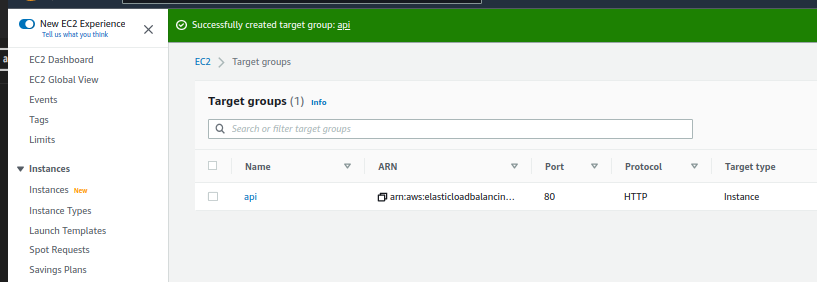 New EC2 Experience
Tell us what you think
Successfully created target group: api
EC2 Dashboard
EC2 Global View
Events
Tags
Limits
Instances
Instances New
Instance Types
Launch Templates
Spot Requests
Savings Plans
EC2 > Target groups
Target groups (1) Info
Search or filter target groups
Name ARN Port Protocol Target type
api arn:aws:elasticloadbalancin... 80 HTTP Instance